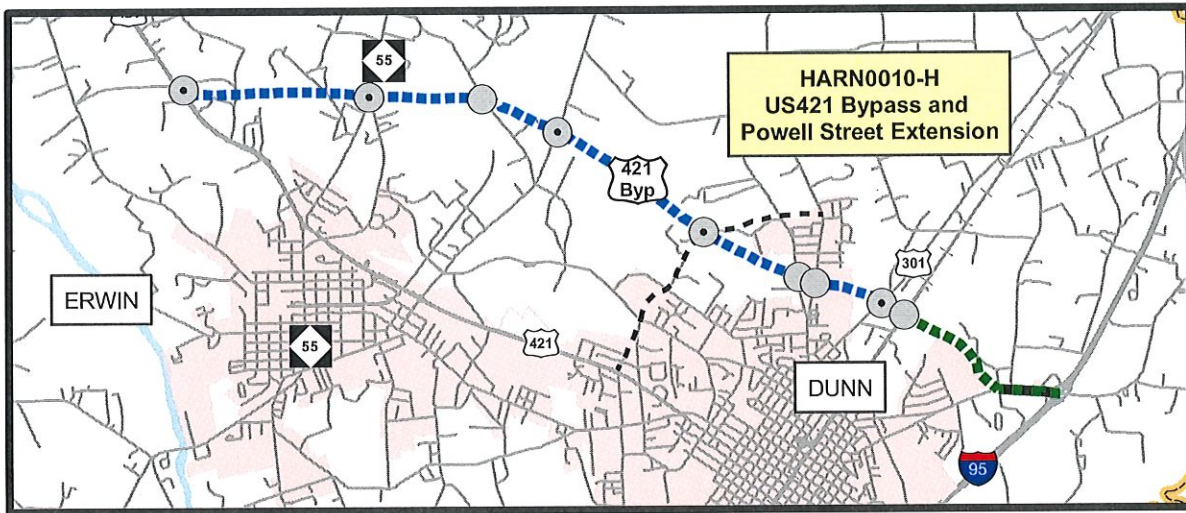 55
HARN0010-H
US421 Bypass and
Powell Street Extension
421
Byp
301
ERWIN
55
421
DUNN
95